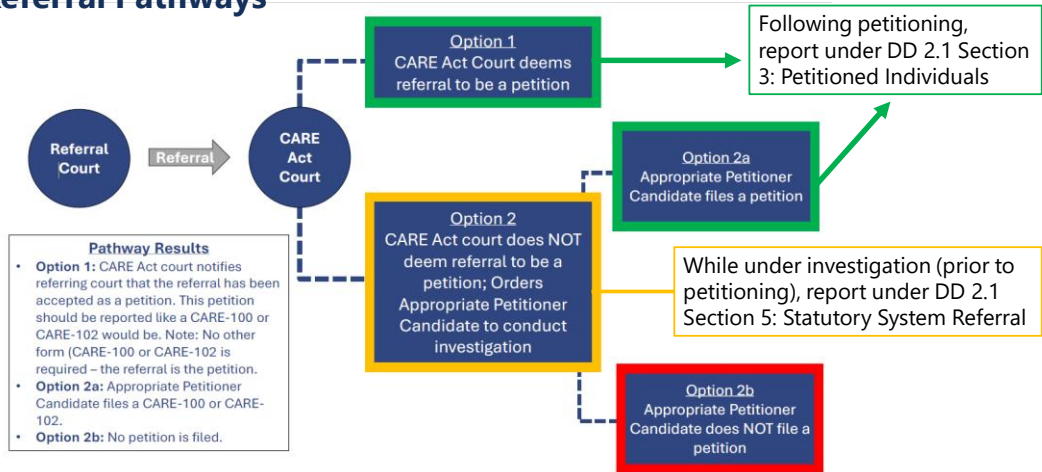 Referral Pathways
Option 1
CARE Act Court deems
referral to be a petition
Following petitioning,
report under DD 2.1 Section
3: Petitioned Individuals
Referral
Court
Referral
CARE
Act
Court
Option 2a
Appropriate Petitioner
Candidate files a petition
Option 2
CARE Act court does NOT
deem referral to be a
petition; Orders
Appropriate Petitioner
Candidate to conduct
investigation
While under investigation (prior to
petitioning), report under DD 2.1
Section 5: Statutory System Referral
Option 2b
Appropriate Petitioner
Candidate does NOT file a
petition
Pathway Results
• Option 1: CARE Act court notifies
referring court that the referral has been
accepted as a petition. This petition
should be reported like a CARE-100 or
CARE-102 would be. Note: No other
form (CARE-100 or CARE-102 is
required – the referral is the petition.
• Option 2a: Appropriate Petitioner
Candidate files a CARE-100 or CARE-
102.
• Option 2b: No petition is filed.